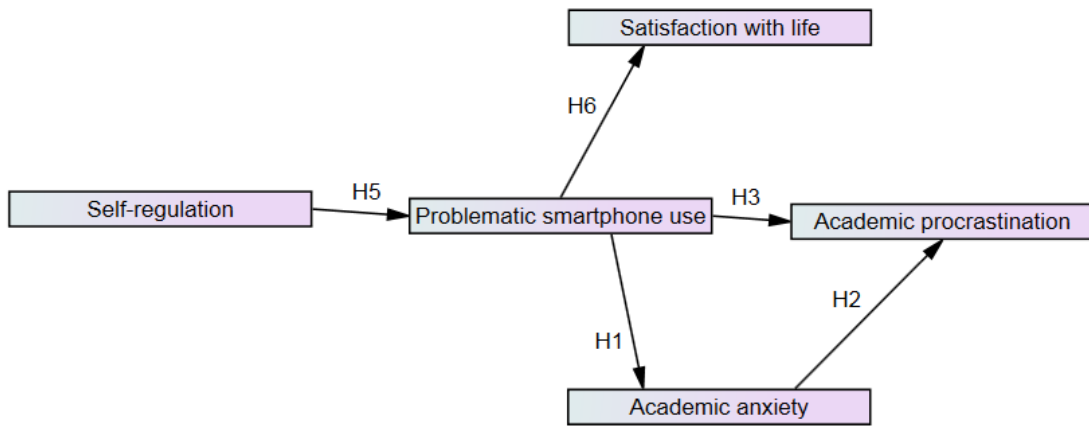 Satisfaction with life
H6
Self-regulation
H5
Problematic smartphone use
H3
Academic procrastination
H2
H1
Academic anxiety